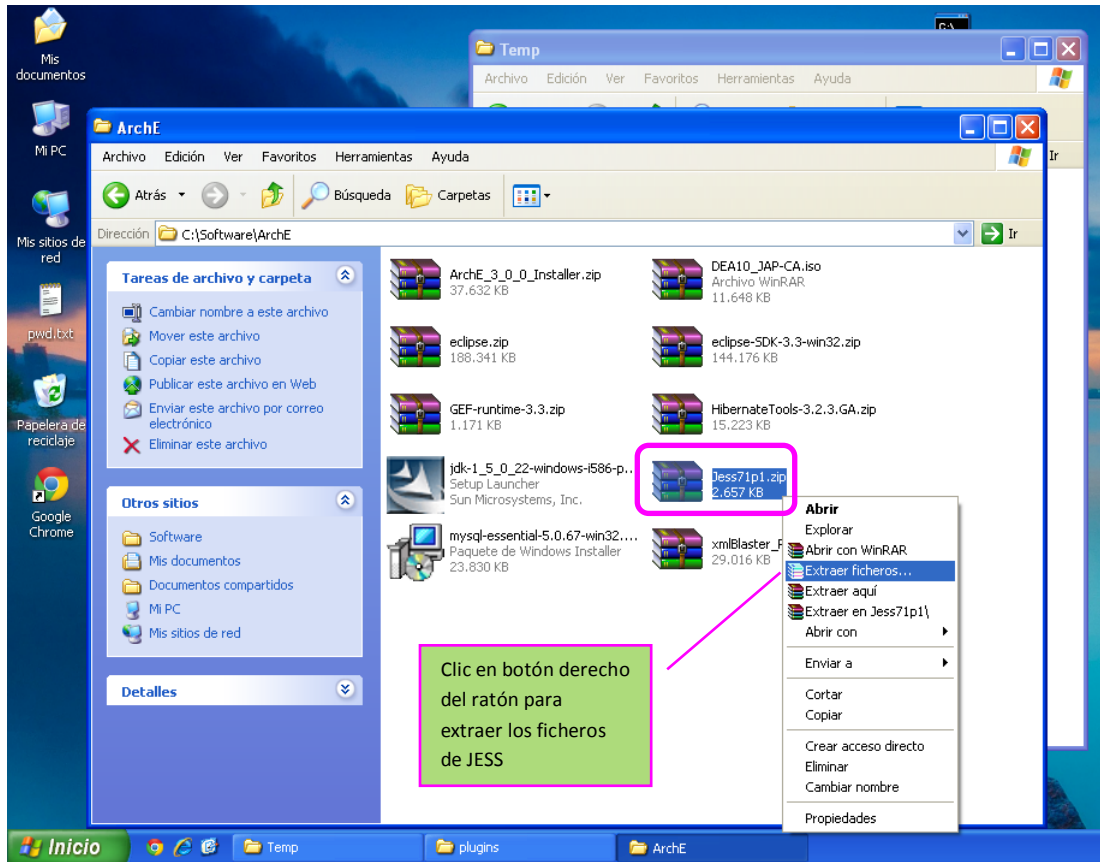 Mis
documentos
Mi PC
Mis sitios de
red
pwd.txt
Papelera de
reciclaje
Google
Chrome
Temp
Archivo Edición Ver Favoritos Herramientas Ayuda
Ir
ArchE
Archivo Edición Ver Favoritos Herramientas Ayuda
Atrás Búsqueda Carpetas
Dirección C:\Software\ArchE Ir
Tareas de archivo y carpeta
Cambiar nombre a este archivo
Mover este archivo
Copiar este archivo
Publicar este archivo en Web
Enviar este archivo por correo
electrónico
Eliminar este archivo
Otros sitios
Software
Mis documentos
Documentos compartidos
Mi PC
Mis sitios de red
Detalles
ArchE_3_0_0_Installer.zip
37.632 KB
DEA10_JAP-CA.iso
Archivo WinRAR
11.648 KB
eclipse.zip
188.341 KB
eclipse-SDK-3.3-win32.zip
144.176 KB
GEF-runtime-3.3.zip
1.171 KB
HibernateTools-3.2.3.GA.zip
15.223 KB
jdk-1_5_0_22-windows-i586-p...
Setup Launcher
Sun Microsystems, Inc.
Jess71p1.zip
2.657 KB
mysql-essential-5.0.67-win32....
Paquete de Windows Installer
23.830 KB
xmlBlaster_
29.016 KB
Abrir
Explorar
Abrir con WinRAR
Extraer ficheros...
Extraer aquí
Extraer en Jess71p1\
Abrir con
Enviar a
Cortar
Copiar
Crear acceso directo
Eliminar
Cambiar nombre
Propiedades
Clic en botón derecho
del ratón para
extraer los ficheros
de JESS
Inicio Temp plugins ArchE